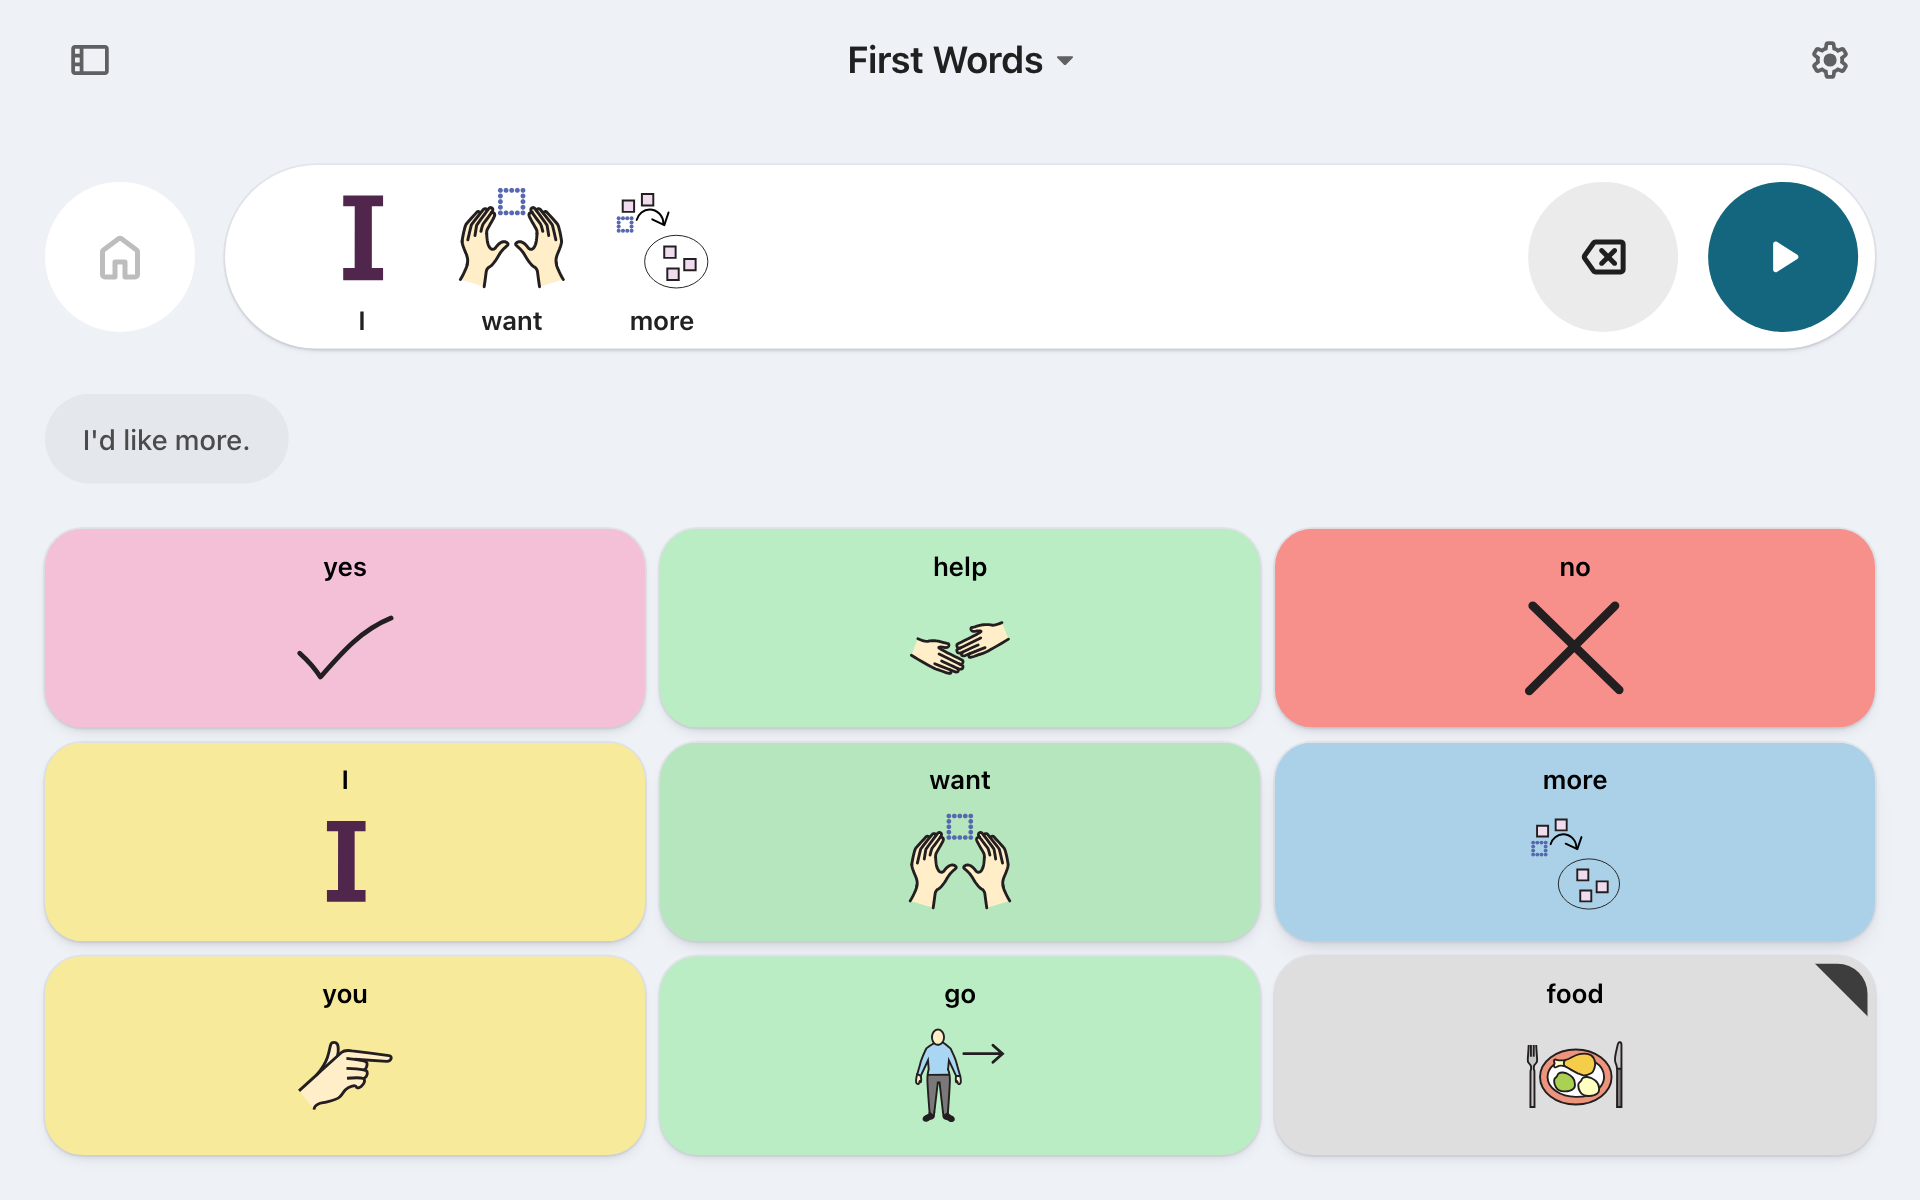 First Words
I want more
I'd like more.
yes help no
I want more
you go food